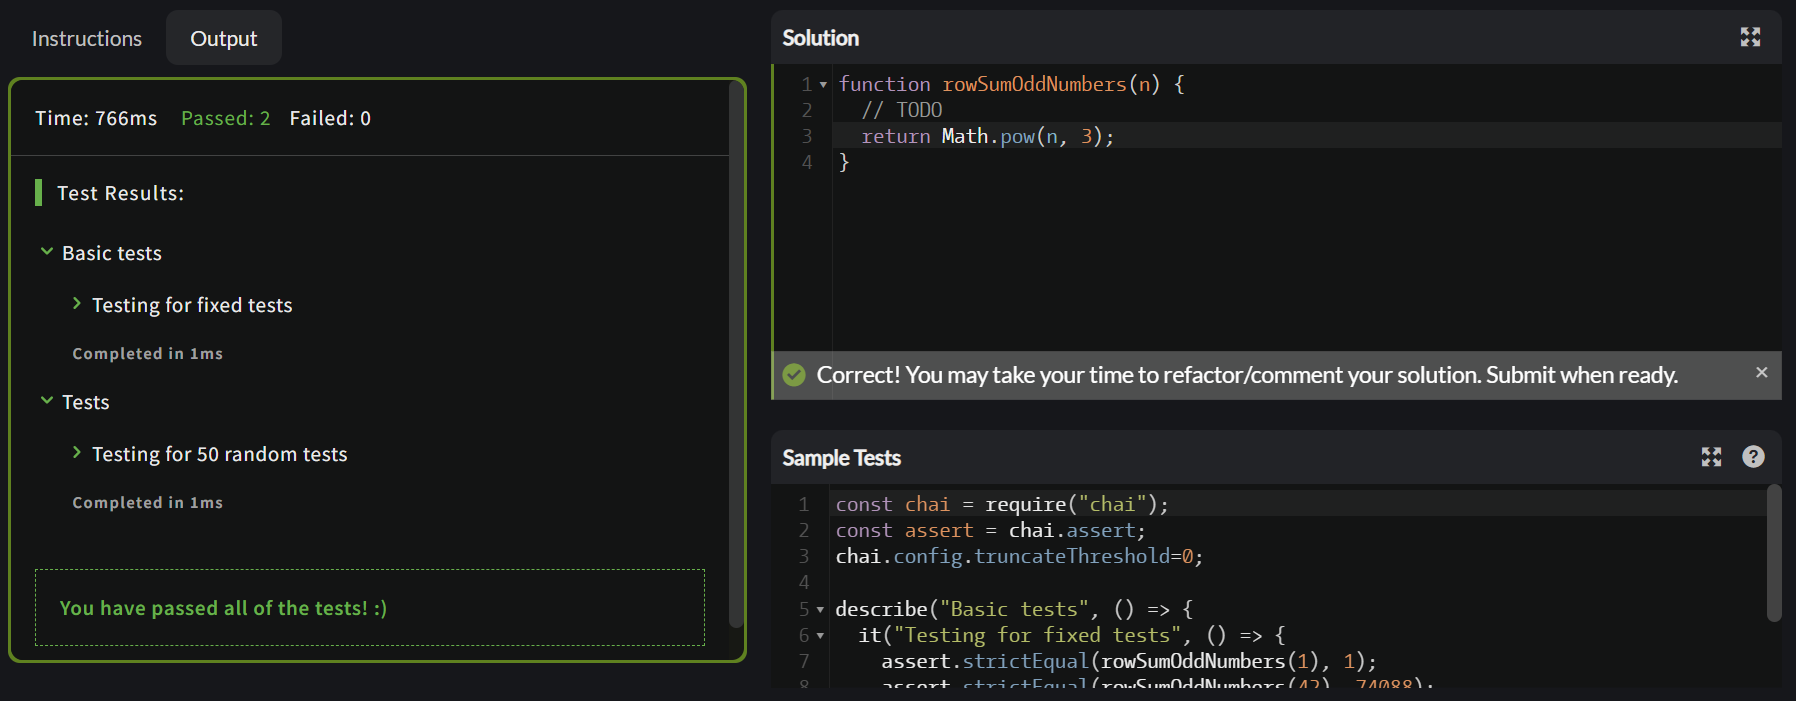 Instructions
Output
Time: 766ms Passed: 2 Failed: 0
Test Results:
Basic tests
Testing for fixed tests
Completed in 1ms
Tests
Testing for 50 random tests
Completed in 1ms
You have passed all of the tests! :)
Solution
1 function rowSumOddNumbers(n) {
2   // TODO
3   return Math.pow(n, 3);
4 }
Correct! You may take your time to refactor/comment your solution. Submit when ready.
Sample Tests
1 const chai = require("chai");
2 const assert = chai.assert;
3 chai.config.truncateThreshold=0;
4
5 describe("Basic tests", () => {
6   it("Testing for fixed tests", () => {
7     assert.strictEqual(rowSumOddNumbers(1), 1);
8     assert.strictEqual(rowSumOddNumbers(42), 74088);